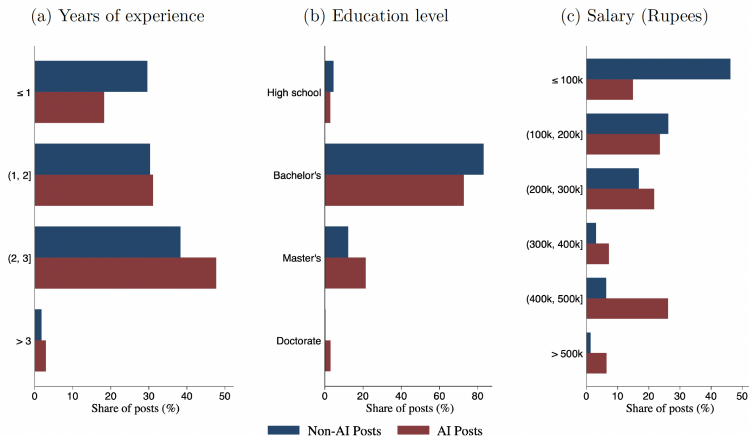 (a) Years of experience
≤ 1
(1, 2]
(2, 3]
> 3
0 10 20 30 40 50
Share of posts (%)
(b) Education level
High school
Bachelor's
Master's
Doctorate
0 20 40 60 80
Share of posts (%)
(c) Salary (Rupees)
≤ 100k
(100k, 200k]
(200k, 300k]
(300k, 400k]
(400k, 500k]
> 500k
0 10 20 30 40 50
Share of posts (%)
Non-AI Posts
AI Posts